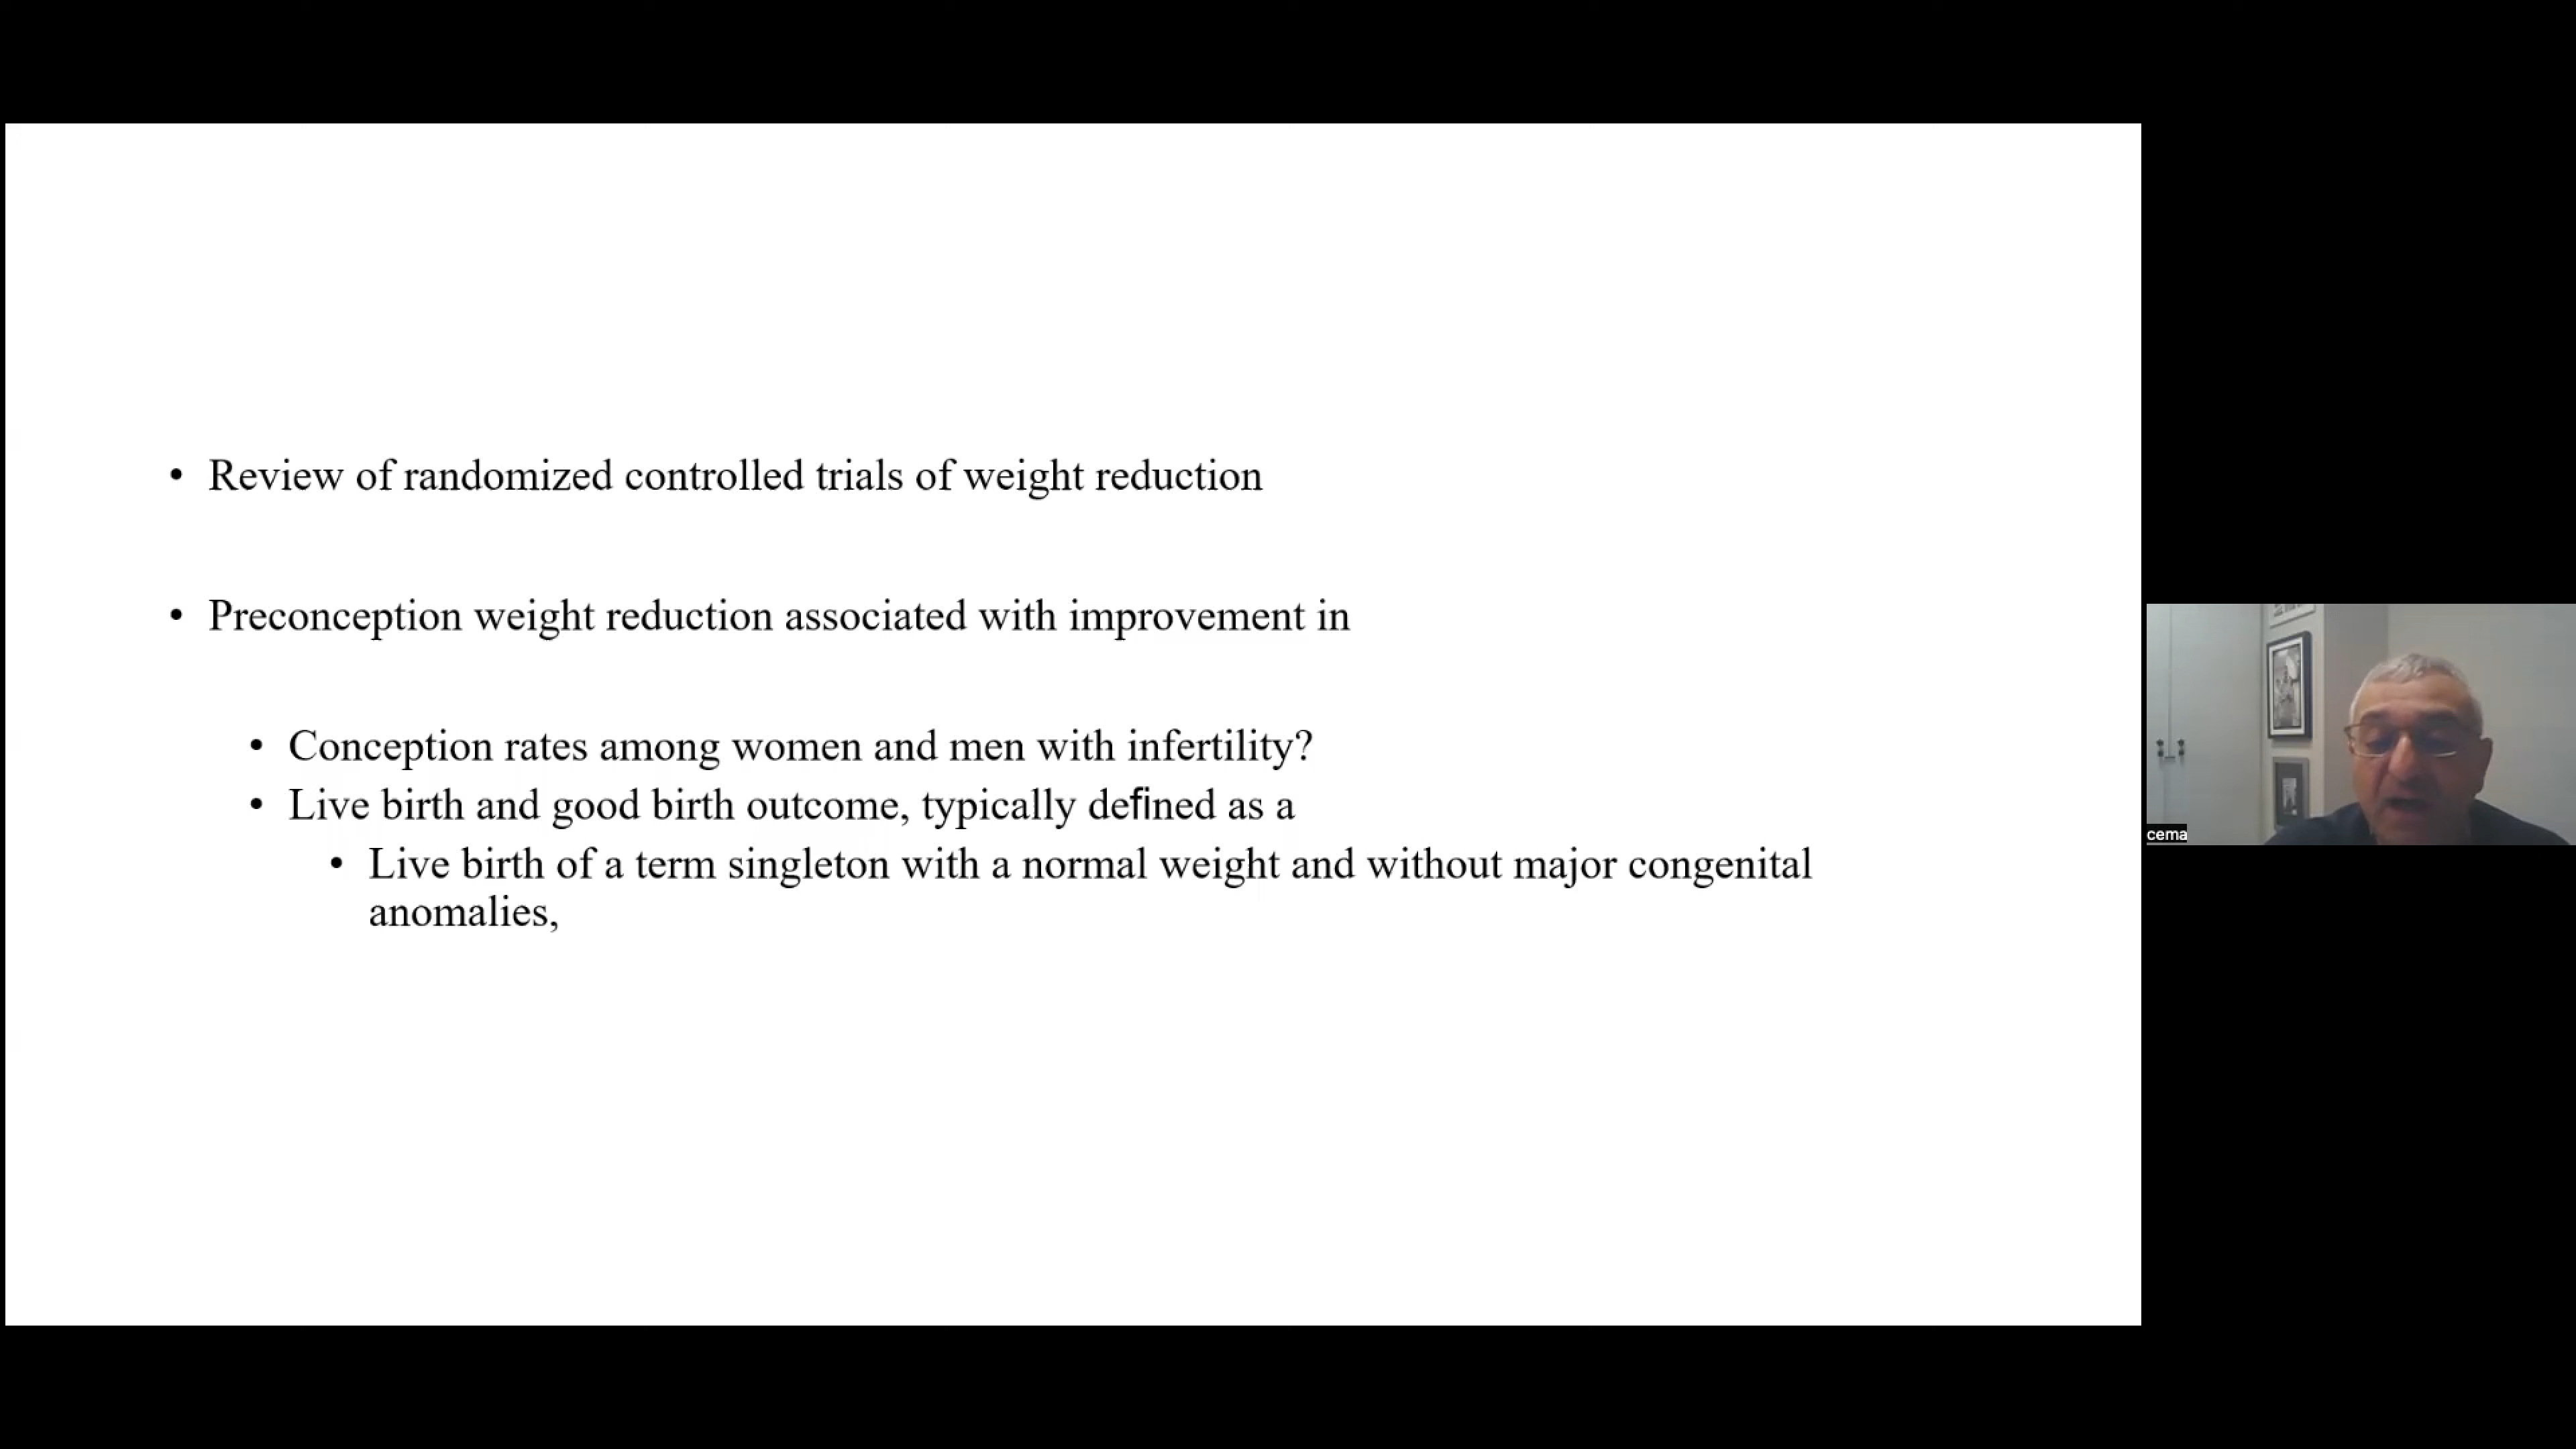 • Review of randomized controlled trials of weight reduction
• Preconception weight reduction associated with improvement in
• Conception rates among women and men with infertility?
• Live birth and good birth outcome, typically defined as a
• Live birth of a term singleton with a normal weight and without major congenital
anomalies,
cema